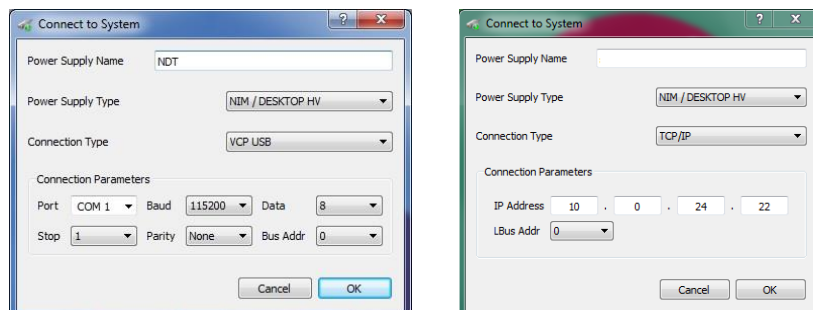 Connect to System
Power Supply Name NDT
Power Supply Type NIM / DESKTOP HV
Connection Type VCP USB
Connection Parameters
Port COM 1 Baud 115200 Data 8
Stop 1 Parity None Bus Addr 0
Cancel OK
Connect to System
Power Supply Name
Power Supply Type NIM / DESKTOP HV
Connection Type TCP/IP
Connection Parameters
IP Address 10 . 0 . 24 . 22
LBus Addr 0
Cancel OK